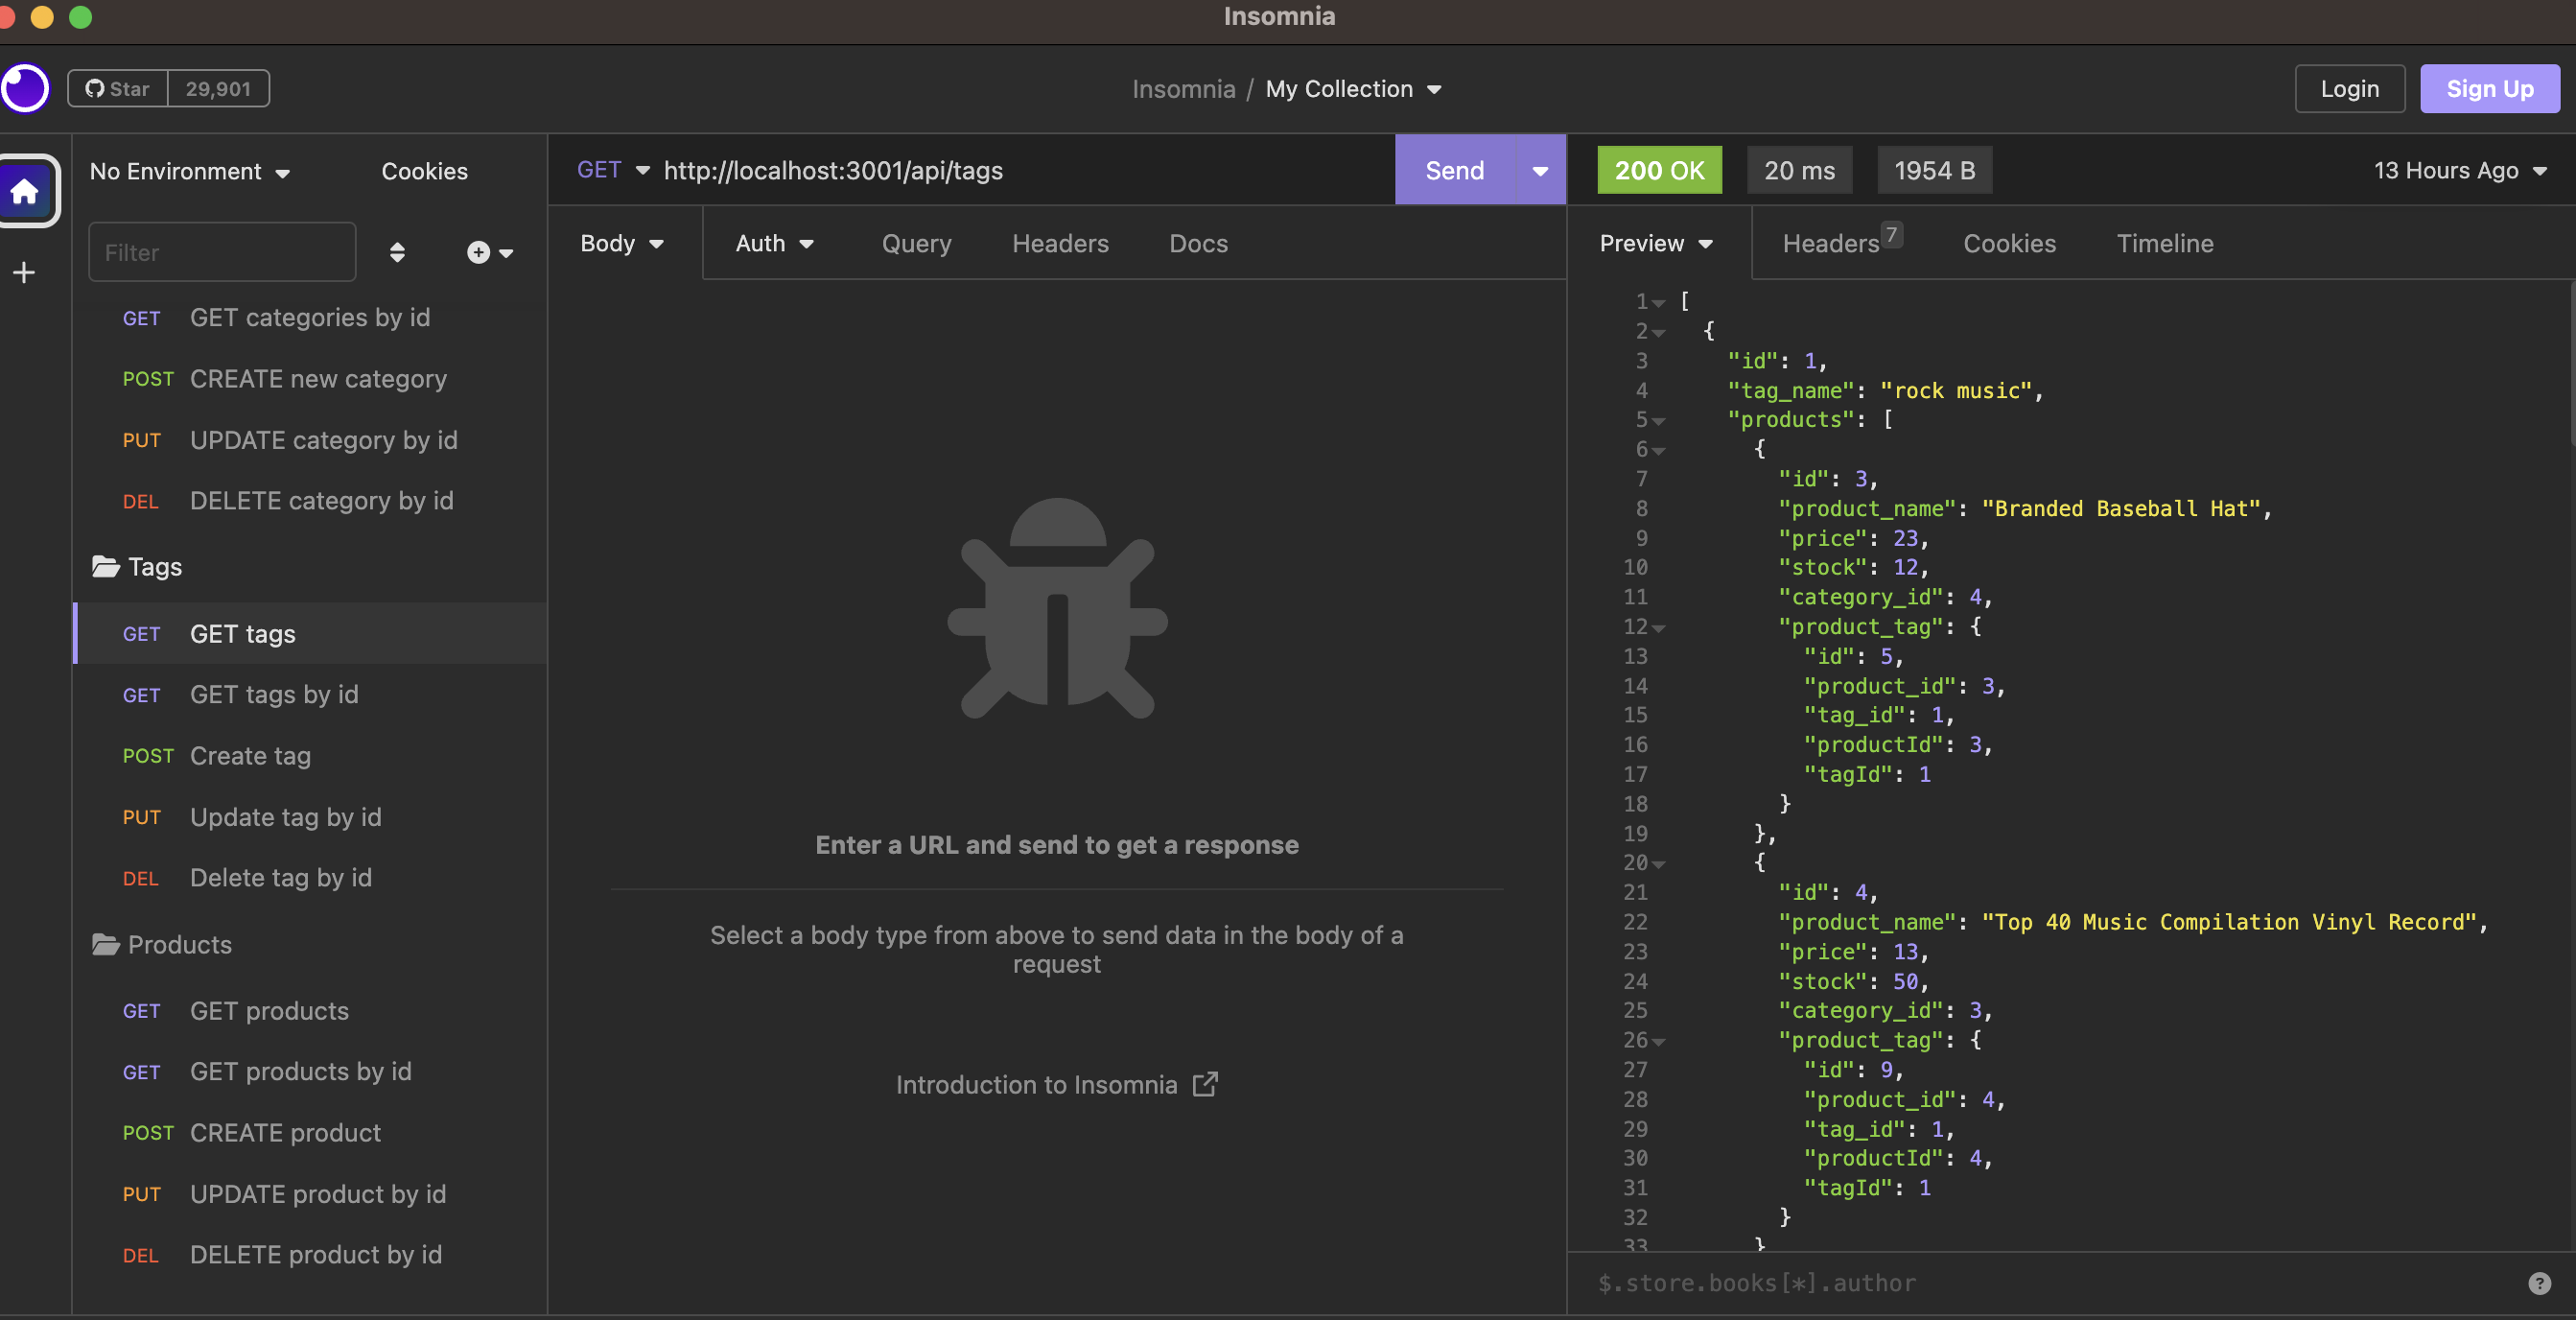 Insomnia
Star 29,901
Insomnia / My Collection
Login
Sign Up
No Environment
Cookies
Filter
GET GET categories by id
POST CREATE new category
PUT UPDATE category by id
DEL DELETE category by id
Tags
GET GET tags
GET GET tags by id
POST Create tag
PUT Update tag by id
DEL Delete tag by id
Products
GET GET products
GET GET products by id
POST CREATE product
PUT UPDATE product by id
DEL DELETE product by id
GET http://localhost:3001/api/tags
Send
Body Auth Query Headers Docs
Enter a URL and send to get a response
Select a body type from above to send data in the body of a
request
Introduction to Insomnia
200 OK 20 ms 1954 B 13 Hours Ago
Preview Headers 7 Cookies Timeline
1 [
2 {
3 "id": 1,
4 "tag_name": "rock music",
5 "products": [
6 {
7 "id": 3,
8 "product_name": "Branded Baseball Hat",
9 "price": 23,
10 "stock": 12,
11 "category_id": 4,
12 "product_tag": {
13 "id": 5,
14 "product_id": 3,
15 "tag_id": 1,
16 "productId": 3,
17 "tagId": 1
18 }
19 },
20 {
21 "id": 4,
22 "product_name": "Top 40 Music Compilation Vinyl Record",
23 "price": 13,
24 "stock": 50,
25 "category_id": 3,
26 "product_tag": {
27 "id": 9,
28 "product_id": 4,
29 "tag_id": 1,
30 "productId": 4,
31 "tagId": 1
32 }
33 }
$.store.books[*].author
?